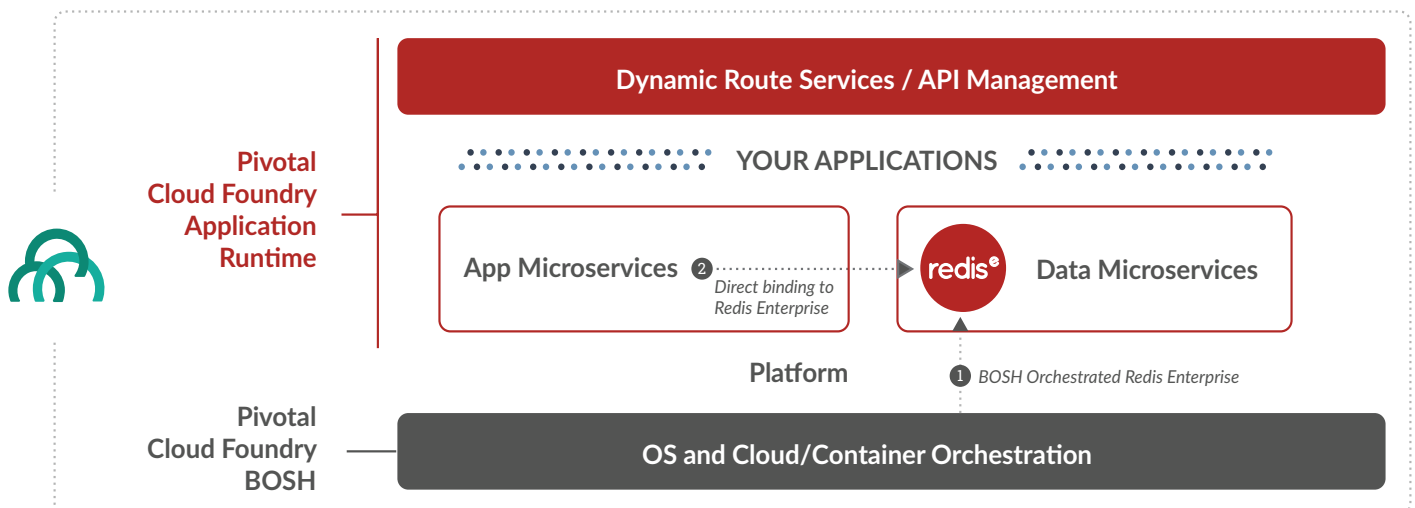 Dynamic Route Services / API Management
Pivotal
Cloud Foundry
Application
Runtime
YOUR APPLICATIONS
App Microservices
2
Direct binding to
Redis Enterprise
redise
Data Microservices
Platform
1 BOSH Orchestrated Redis Enterprise
Pivotal
Cloud Foundry
BOSH
OS and Cloud/Container Orchestration